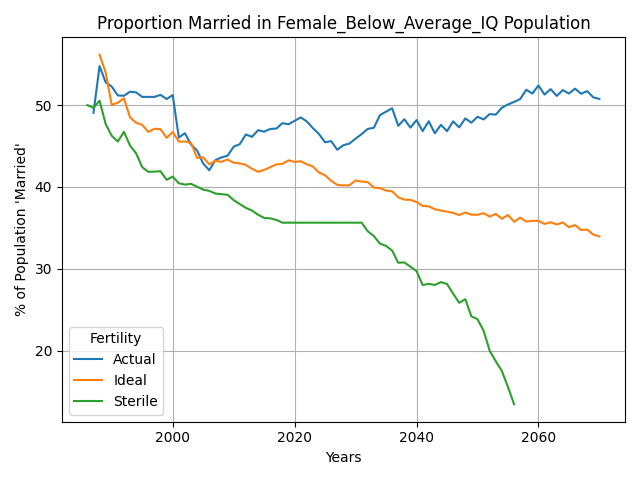 Proportion Married in Female_Below_Average_IQ Population
% of Population 'Married'
50
40
30
20
Fertility
Actual
Ideal
Sterile
2000
2020
2040
2060
Years